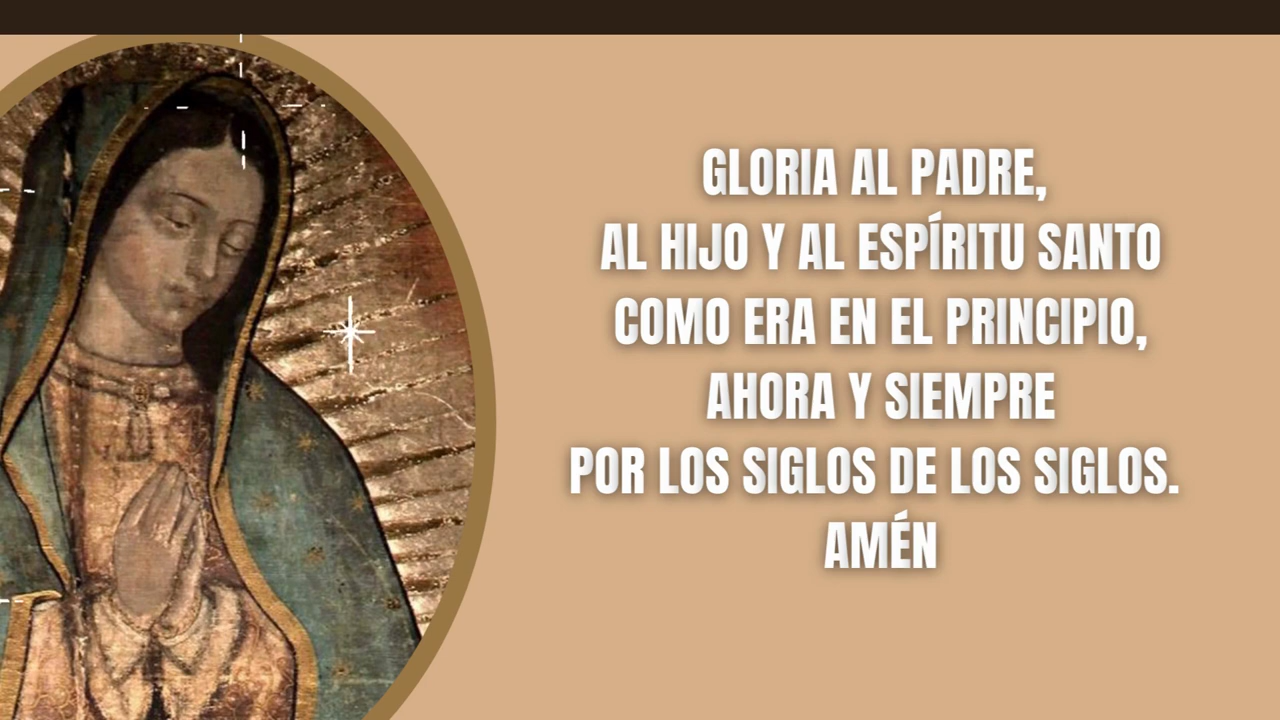 GLORIA AL PADRE,
AL HIJO Y AL ESPÍRITU SANTO
COMO ERA EN EL PRINCIPIO,
AHORA Y SIEMPRE
POR LOS SIGLOS DE LOS SIGLOS.
AMÉN